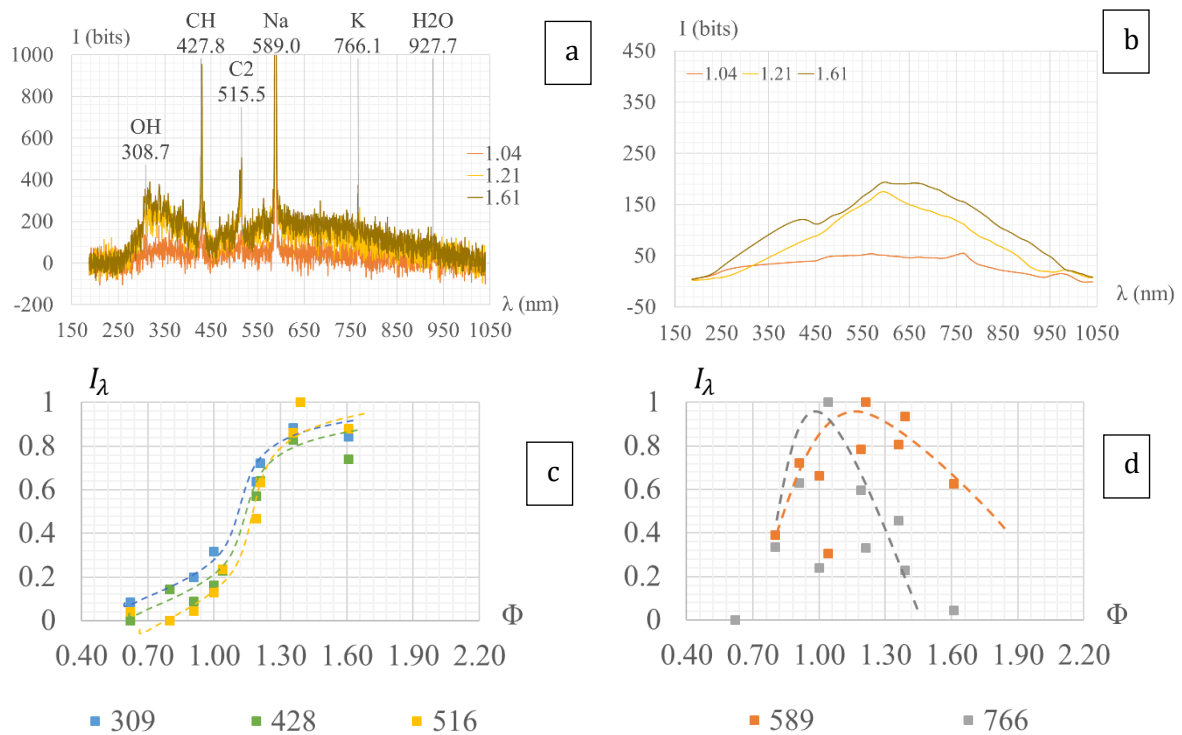 CH Na K H2O
I (bits) 427.8 589.0 766.1 927.7
a
1000
C2
515.5
800
OH
308.7
600
400
200
0
-200
1.04
1.21
1.61
λ (nm)
150 250 350 450 550 650 750 850 950 1050
I (bits)
b
450
350
250
150
50
-50
1.04 1.21 1.61
λ (nm)
150 250 350 450 550 650 750 850 950 1050
Iλ
c
1
0.8
0.6
0.4
0.2
0
Φ
0.40 0.70 1.00 1.30 1.60 1.90 2.20
309 428 516
Iλ
d
1
0.8
0.6
0.4
0.2
0
Φ
0.40 0.70 1.00 1.30 1.60 1.90 2.20
589 766